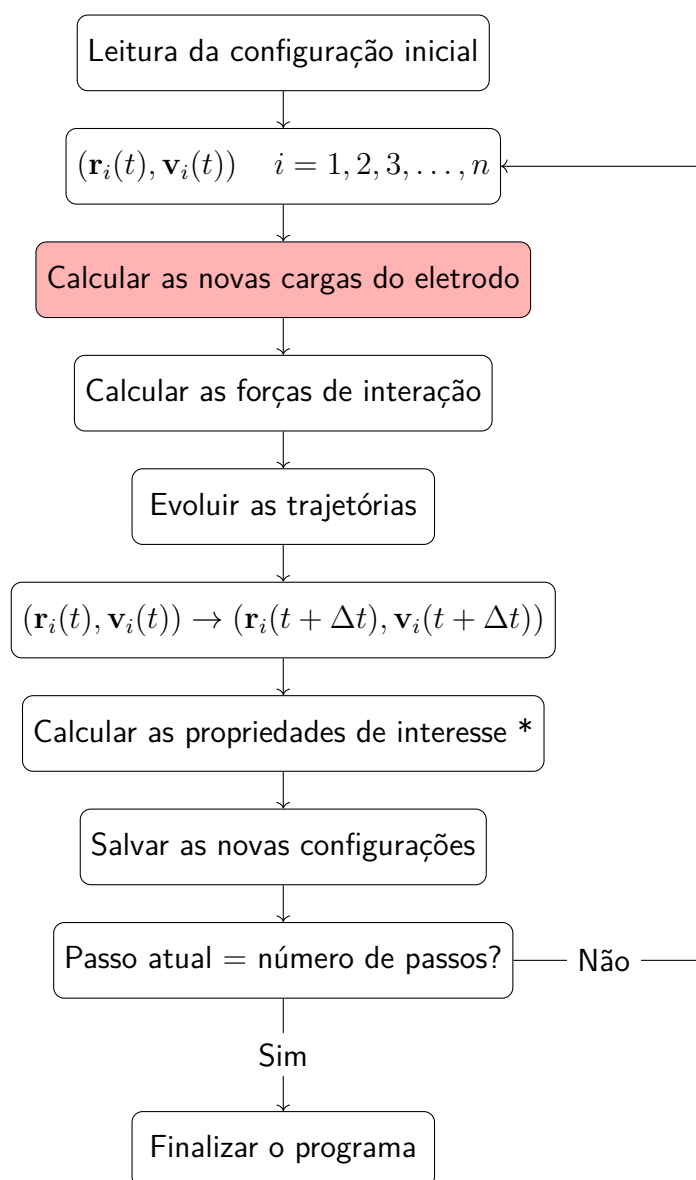 Leitura da configuração inicial
(r_i(t), v_i(t)) i = 1, 2, 3, . . . , n
Calcular as novas cargas do eletrodo
Calcular as forças de interação
Evoluir as trajetórias
(r_i(t), v_i(t)) → (r_i(t + Δt), v_i(t + Δt))
Calcular as propriedades de interesse *
Salvar as novas configurações
Passo atual = número de passos?
Não
Sim
Finalizar o programa